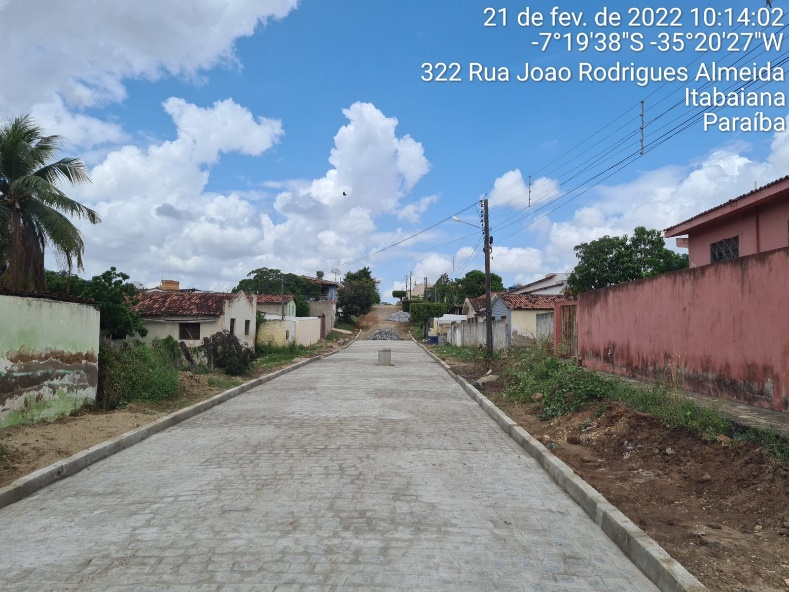 21 de fev. de 2022 10:14:02
-7°19'38"S -35°20'27"W
322 Rua Joao Rodrigues Almeida
Itabaiana
Paraíba